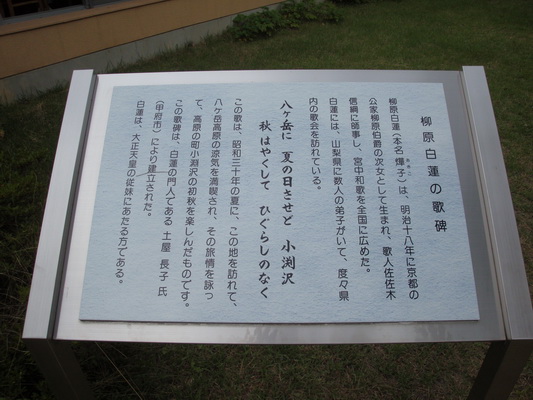 柳原白蓮の歌碑
柳原白蓮(本名 燁子)は、明治十八年に京都の
あきこ
公家柳原伯爵の次女として生まれ、歌人佐佐木
信綱に師事し、宮中和歌を全国に広めた。
白蓮には、山梨県に数人の弟子がいて、度々県
内の歌会を訪れている。
八ヶ岳に 夏の日させど 小渕沢
秋はやくして ひぐらしのなく
この歌は、昭和三十年の夏に、この地を訪れて、
八ヶ岳高原の涼気を満喫され、その旅情を詠っ
て、高原の町小淵沢の初秋を楽しんだものです。
この歌碑は、白蓮の門人である 土屋 長子 氏
(甲府市)により建立された。
白蓮は、大正天皇の従妹にあたる方である。